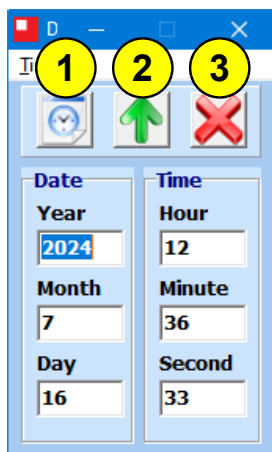 D
1 2 3
Date Time
Year Hour
2024 12
Month Minute
7 36
Day Second
16 33